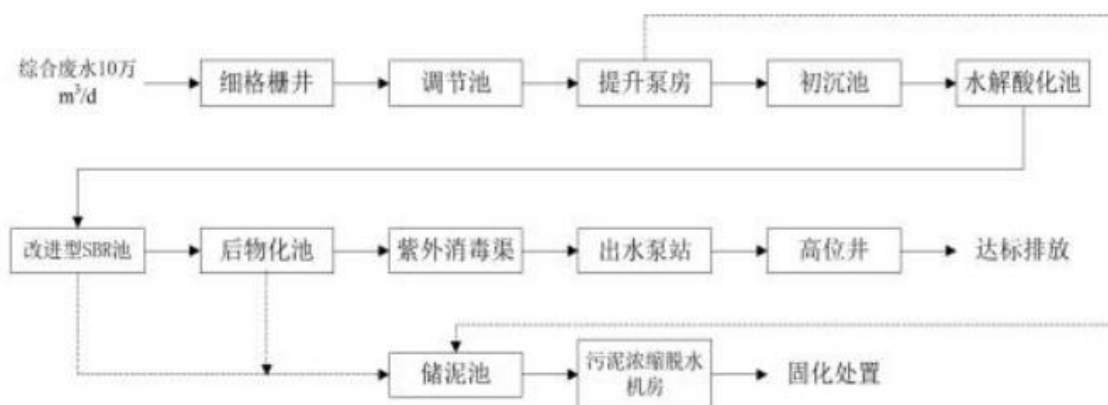 综合废水10万
m³/d
细格栅井
调节池
提升泵房
初沉池
水解酸化池
改进型SBR池
后物化池
紫外消毒渠
出水泵站
高位井
达标排放
储泥池
污泥浓缩脱水
机房
固化处置